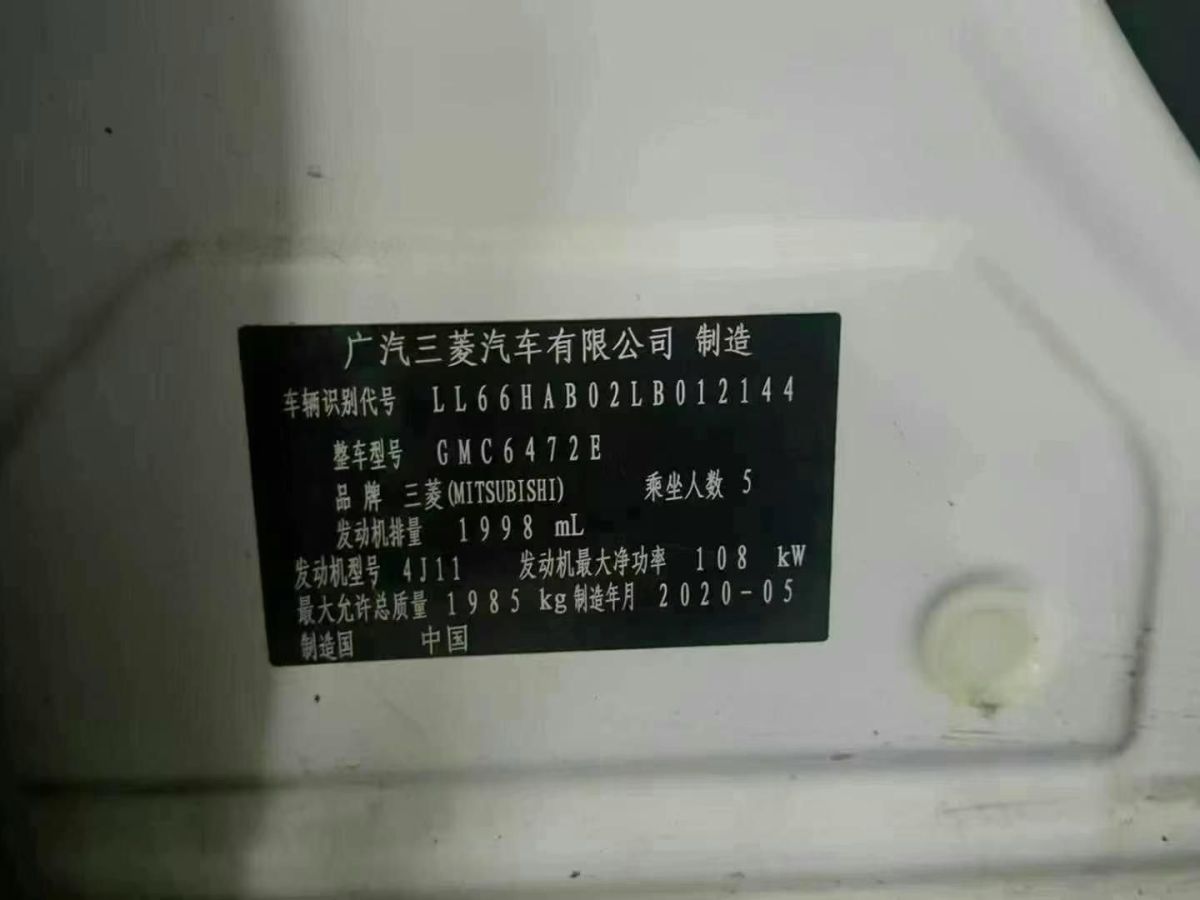 广汽三菱汽车有限公司 制造
车辆识别代号 LL66HAB02LB012144
整车型号 GMC6472E
品牌 三菱(MITSUBISHI) 乘坐人数 5
发动机排量 1998 mL
发动机型号 4J11 发动机最大净功率 108 kW
最大允许总质量 1985 kg 制造年月 2020-05
制造国 中国